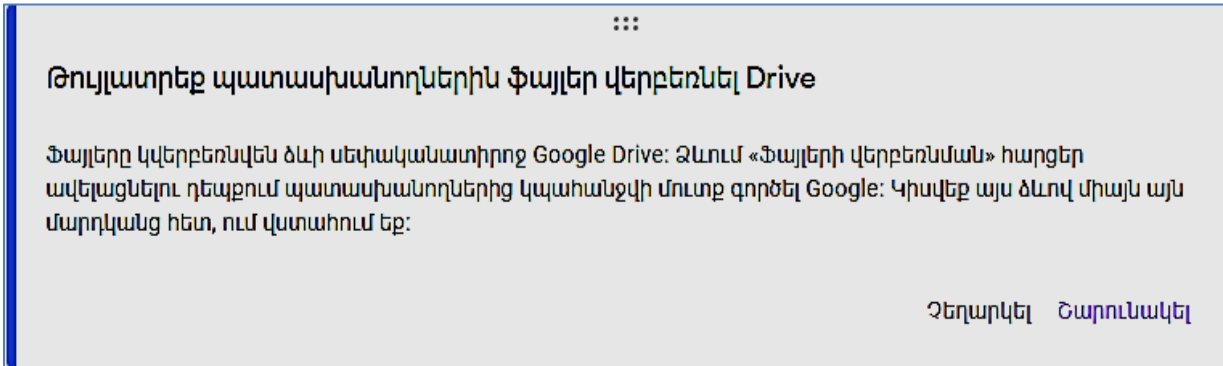 Թույլատրեք պատասխանողներին ֆայլեր վերբեռնել Drive
Ֆայլերը կվերբեռնվեն ձևի սեփականատիրոջ Google Drive: Ձևում «Ֆայլերի վերբեռնման» հարցեր
ավելացնելու դեպքում պատասխանողներից կպահանջվի մուտք գործել Google: Կիսվեք այս ձևով միայն այն
մարդկանց հետ, ում վստահում եք:
Չեղարկել Շարունակել